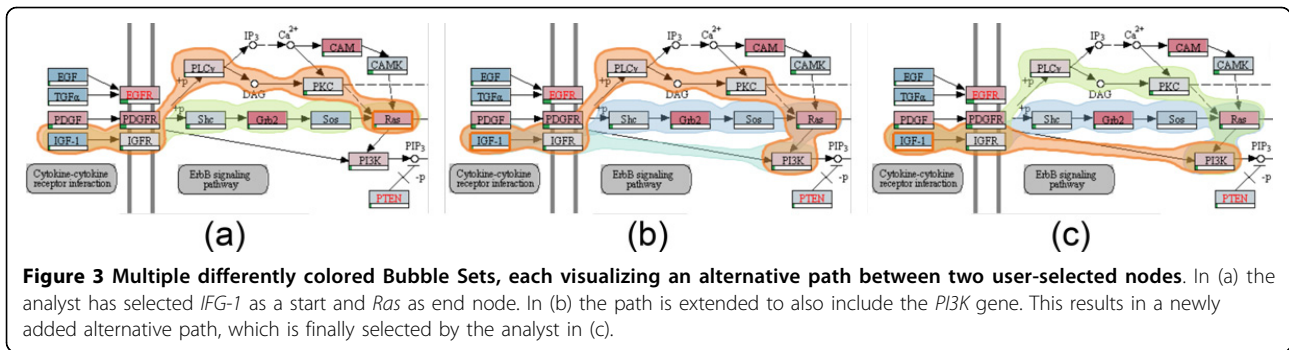 IP3
Ca2+
CAM
PLCγ
CAMK
EGF
+p
DAG
PKC
TGFα
EGFR
+p
PDGF
PDGFR
Shc
Grb2
Sos
Ras
IGF-1
IGFR
PIP3
PI3K
Cytokine-cytokine
receptor interaction
ErbB signaling
pathway
-p
PTEN
(a)
IP3
Ca2+
CAM
PLCγ
CAMK
EGF
+p
DAG
PKC
TGFα
EGFR
+p
PDGF
PDGFR
Shc
Grb2
Sos
Ras
IGF-1
IGFR
PIP3
PI3K
Cytokine-cytokine
receptor interaction
ErbB signaling
pathway
-p
PTEN
(b)
IP3
Ca2+
CAM
PLCγ
CAMK
EGF
+p
DAG
PKC
TGFα
EGFR
+p
PDGF
PDGFR
Shc
Grb2
Sos
Ras
IGF-1
IGFR
PIP3
PI3K
Cytokine-cytokine
receptor interaction
ErbB signaling
pathway
-p
PTEN
(c)
Figure 3 Multiple differently colored Bubble Sets, each visualizing an alternative path between two user-selected nodes. In (a) the
analyst has selected IFG-1 as a start and Ras as end node. In (b) the path is extended to also include the PI3K gene. This results in a newly
added alternative path, which is finally selected by the analyst in (c).